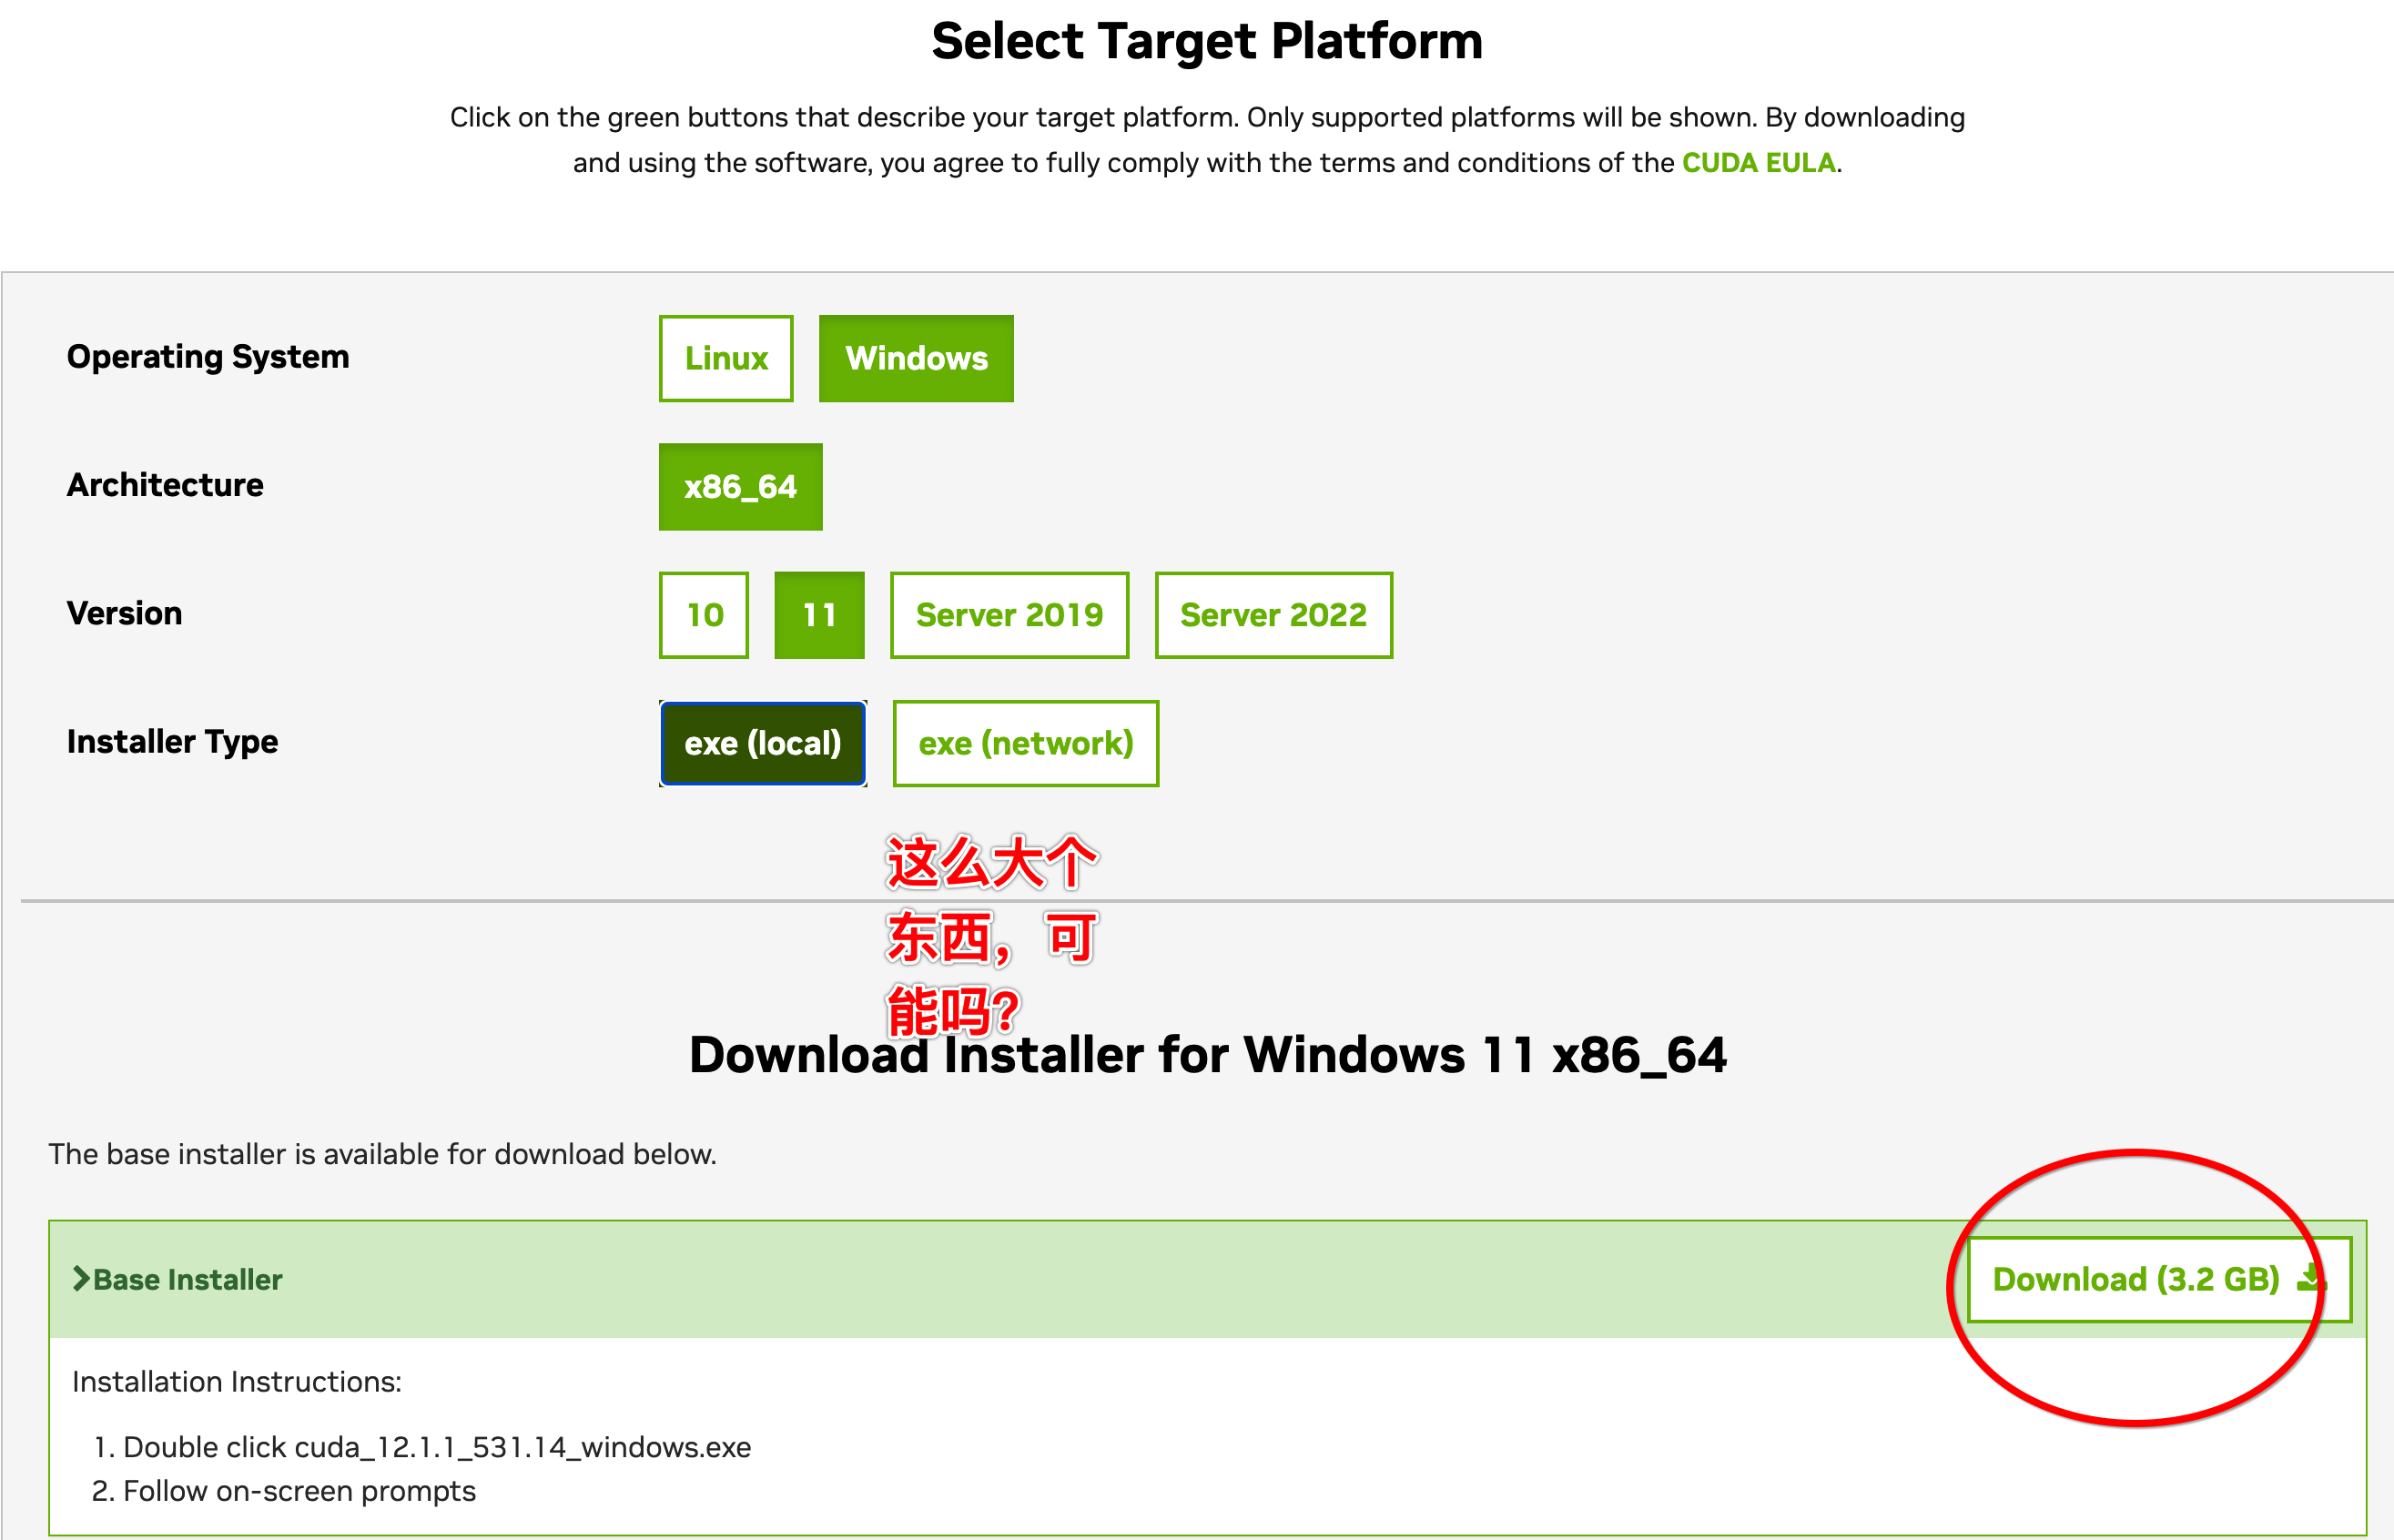 Select Target Platform
Click on the green buttons that describe your target platform. Only supported platforms will be shown. By downloading
and using the software, you agree to fully comply with the terms and conditions of the CUDA EULA.
Operating System
Linux
Windows
Architecture
x86_64
Version
10
11
Server 2019
Server 2022
Installer Type
exe (local)
exe (network)
这么大个
东西，可
能吗？
Download Installer for Windows 11 x86_64
The base installer is available for download below.
Base Installer
Download (3.2 GB)
Installation Instructions:
1. Double click cuda_12.1.1_531.14_windows.exe
2. Follow on-screen prompts